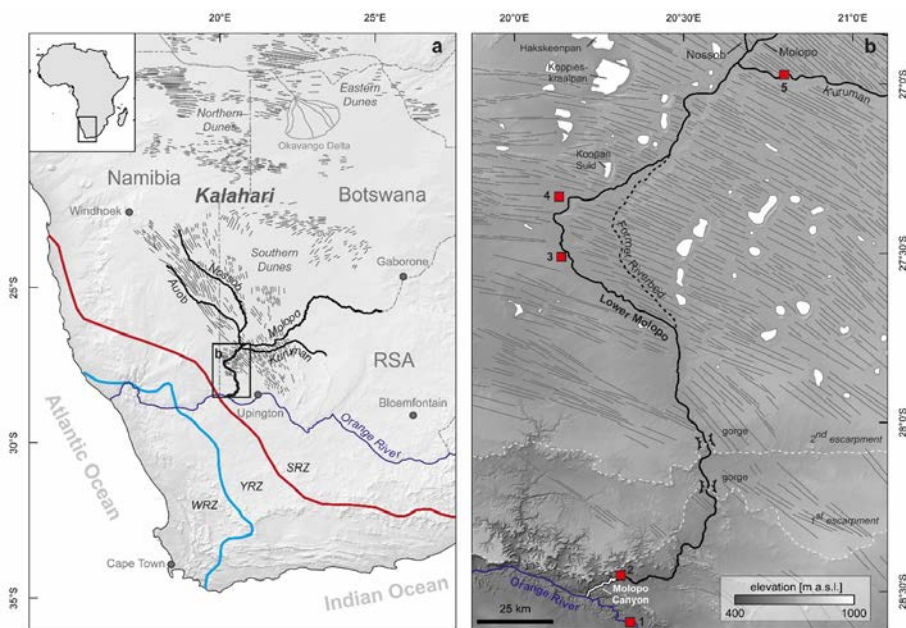 20°E
25°E
a
Eastern
Dunes
Northern
Dunes
Okavango Delta
Namibia
Kalahari
Botswana
Windhoek
Southern
Dunes
Gaborone
25°S
Nossob
Auob
Molopo
b
Kuruman
RSA
Upington
Bloemfontein
Orange River
30°S
Atlantic Ocean
SRZ
YRZ
WRZ
Cape Town
Indian Ocean
35°S
20°0'E
20°30'E
21°0'E
b
Hakskeenpan
Koppies-
kraalpan
Nossob
Molopo
5
Kuruman
27°0'S
Koopan
Suid
4
Former Riverbed
3
27°30'S
Lower Molopo
28°0'S
gorge
2nd escarpment
gorge
1st escarpment
2
Molopo
Canyon
Orange River
1
25 km
elevation [m a.s.l.]
400
1000
28°30'S